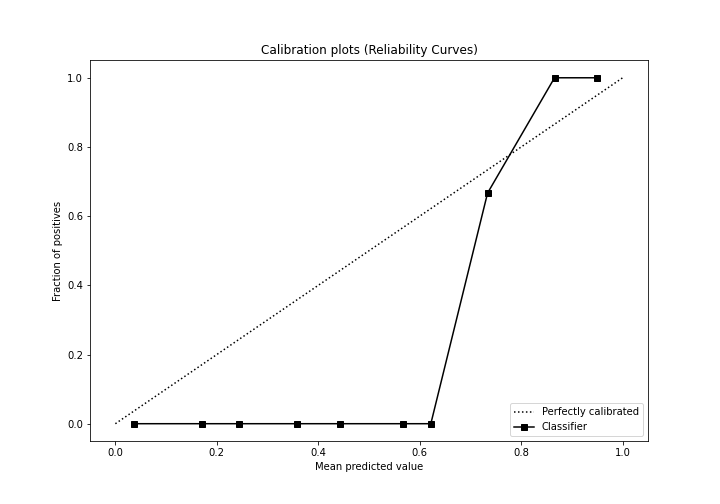 Calibration plots (Reliability Curves)
1.0
0.8
0.6
0.4
0.2
0.0
Fraction of positives
0.0 0.2 0.4 0.6 0.8 1.0
Mean predicted value
Perfectly calibrated
Classifier